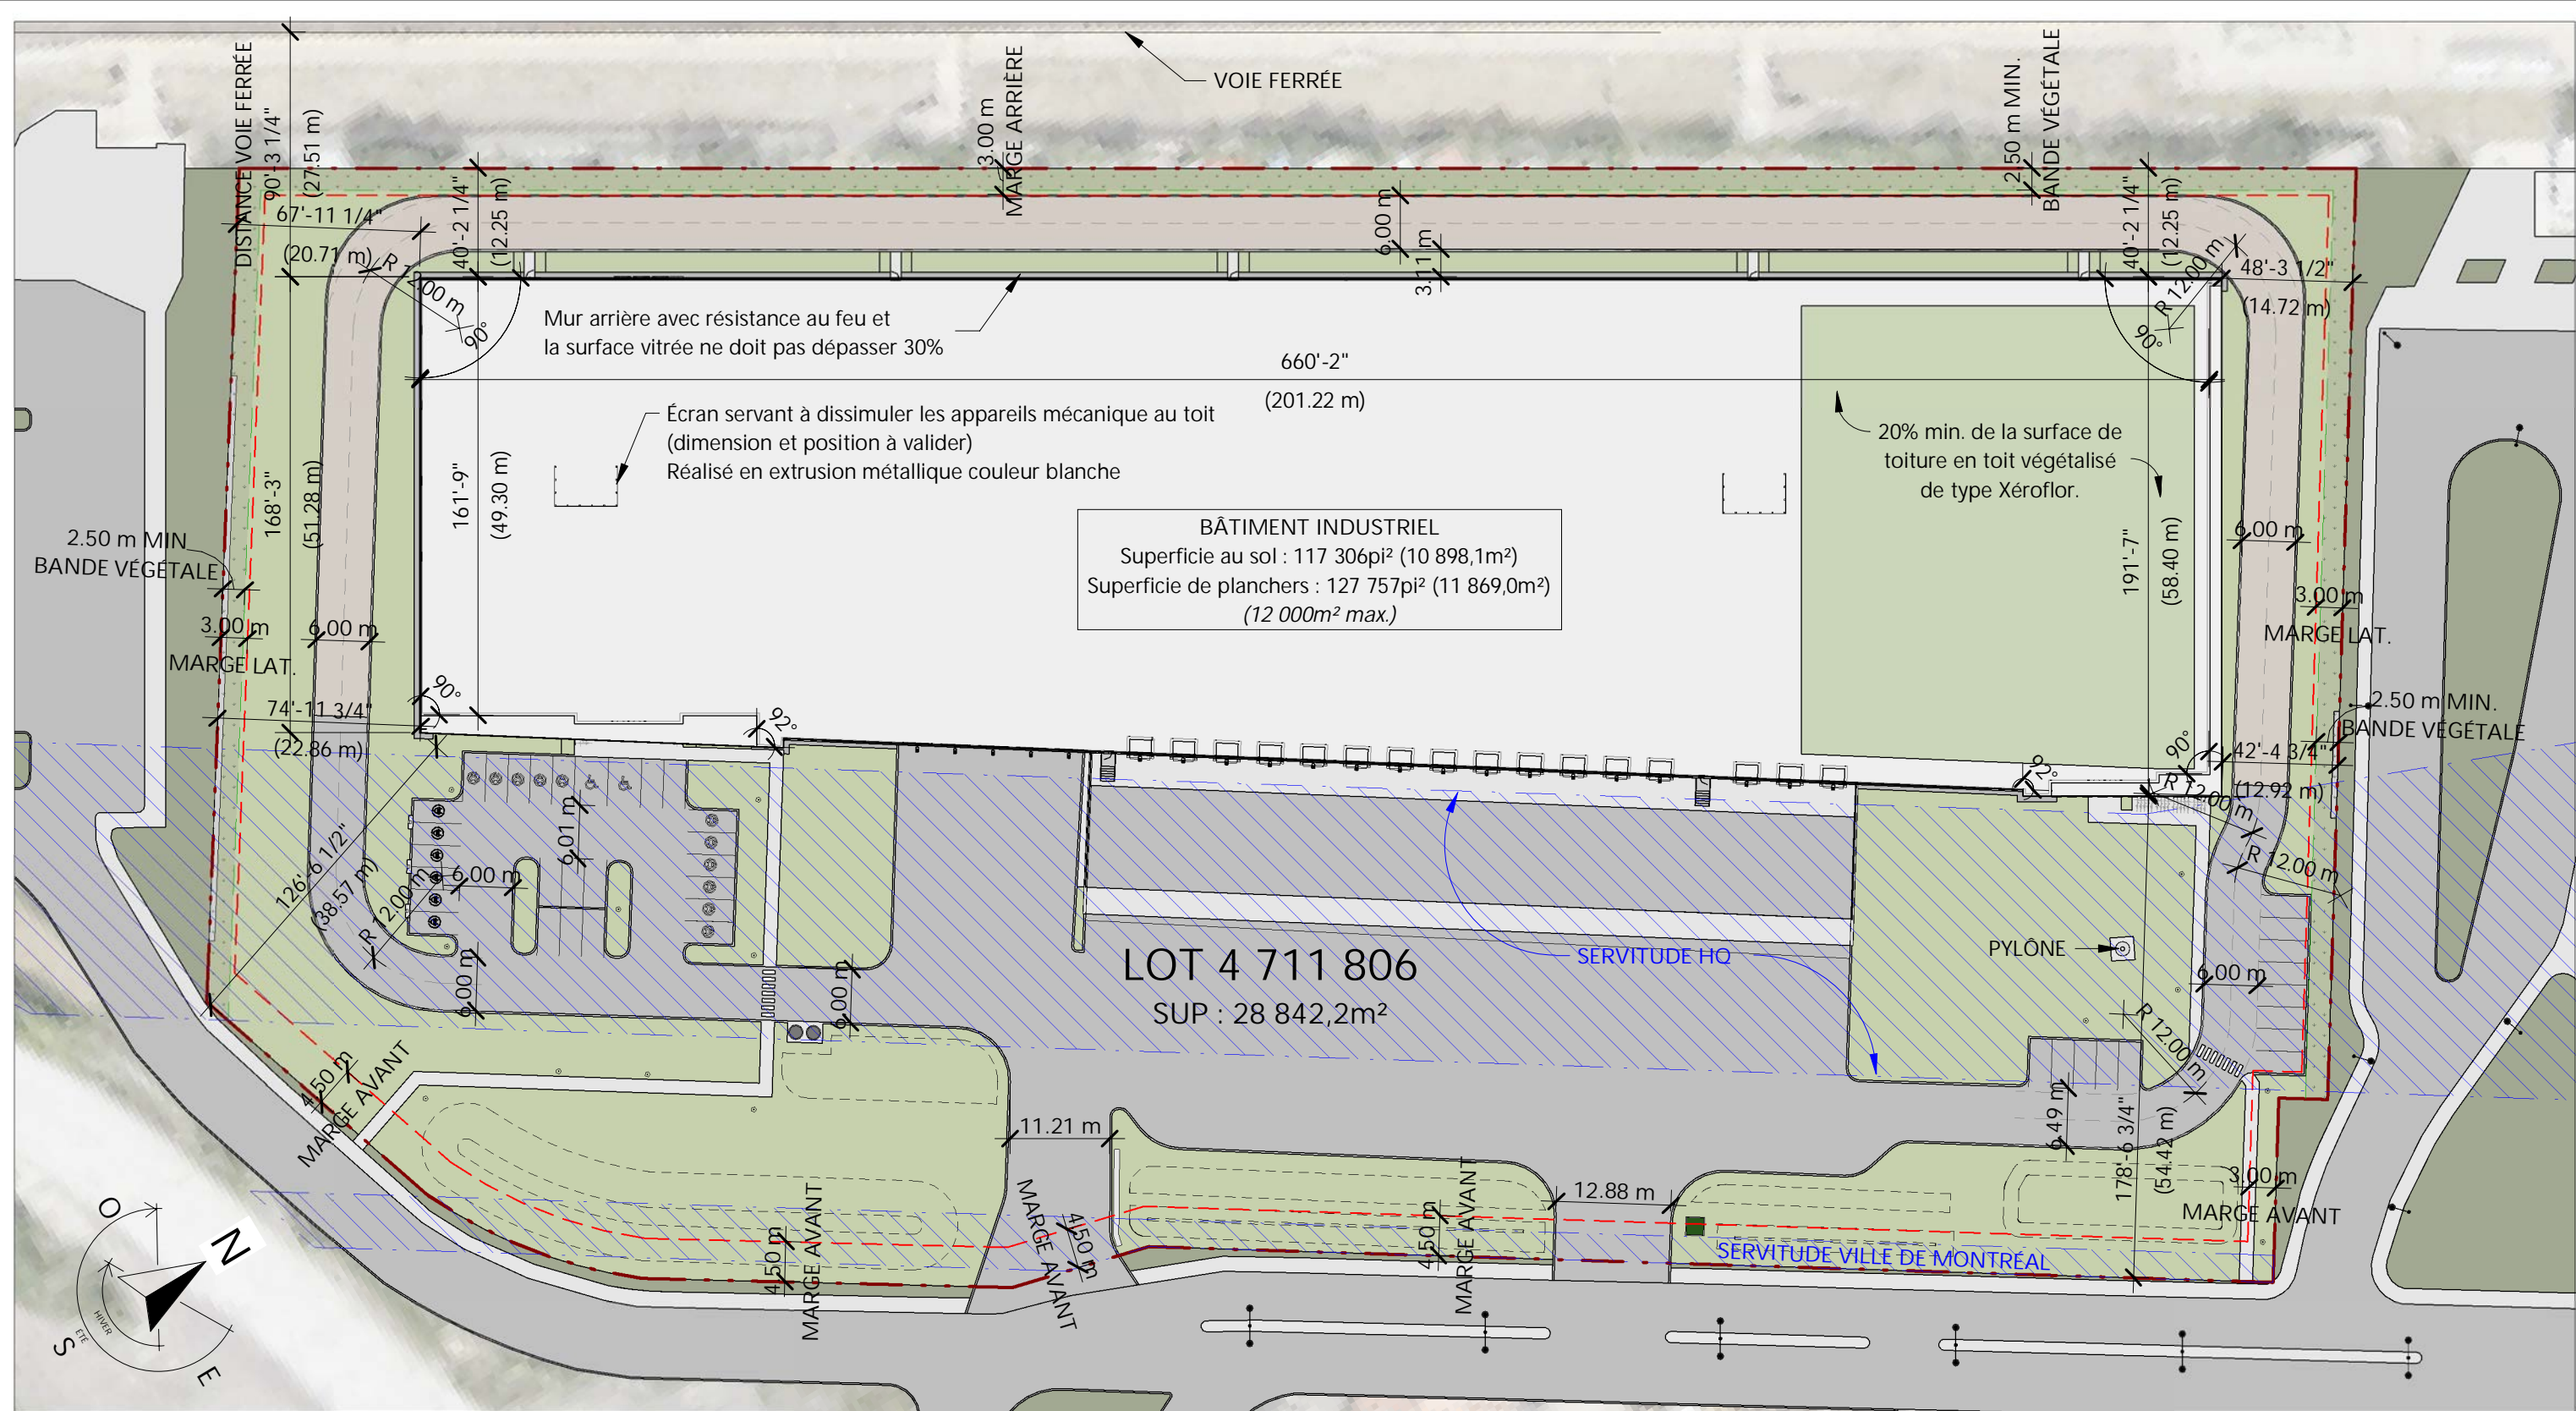 VOIE FERRÉE
DISTANCE VOIE FERRÉE
90'-3 1/4"
(27.51 m)
3.00 m
MARGE ARRIÈRE
2.50 m MIN.
BANDE VÉGÉTALE
67'-11 1/4"
(20.71 m)
40'-2 1/4"
(12.25 m)
6.00 m
3.11 m
40'-2 1/4"
(12.25 m)
48'-3 1/2"
(14.72 m)
R 12.00 m
90°
R 12.00 m
90°
Mur arrière avec résistance au feu et
la surface vitrée ne doit pas dépasser 30%
660'-2"
(201.22 m)
Écran servant à dissimuler les appareils mécanique au toit
(dimension et position à valider)
Réalisé en extrusion métallique couleur blanche
20% min. de la surface de
toiture en toit végétalisé
de type Xéroflor.
168'-3"
(51.28 m)
161'-9"
(49.30 m)
BÂTIMENT INDUSTRIEL
Superficie au sol : 117 306pi² (10 898,1m²)
Superficie de planchers : 127 757pi² (11 869,0m²)
(12 000m² max.)
191'-7"
(58.40 m)
6.00 m
2.50 m MIN
BANDE VÉGÉTALE
3.00 m
MARGE LAT.
6.00 m
3.00 m
MARGE LAT.
90°
74'-11 3/4"
(22.86 m)
92°
2.50 m MIN.
BANDE VÉGÉTALE
90°
92°
42'-4 3/4"
(12.92 m)
R 12.00 m
R 12.00 m
126'-6 1/2"
(38.57 m)
R 12.00 m
6.00 m
6.01 m
6.00 m
6.00 m
LOT 4 711 806
SUP : 28 842,2m²
SERVITUDE HQ
PYLÔNE
6.00 m
R 12.00 m
4.50 m
MARGE AVANT
11.21 m
MARGE AVANT
4.50 m
4.50 m
MARGE AVANT
4.50 m
MARGE AVANT
12.88 m
6.49 m
178'-6 3/4"
(54.42 m)
3.00 m
MARGE AVANT
SERVITUDE VILLE DE MONTRÉAL
O
N
S
E
HIVER
ÉTÉ